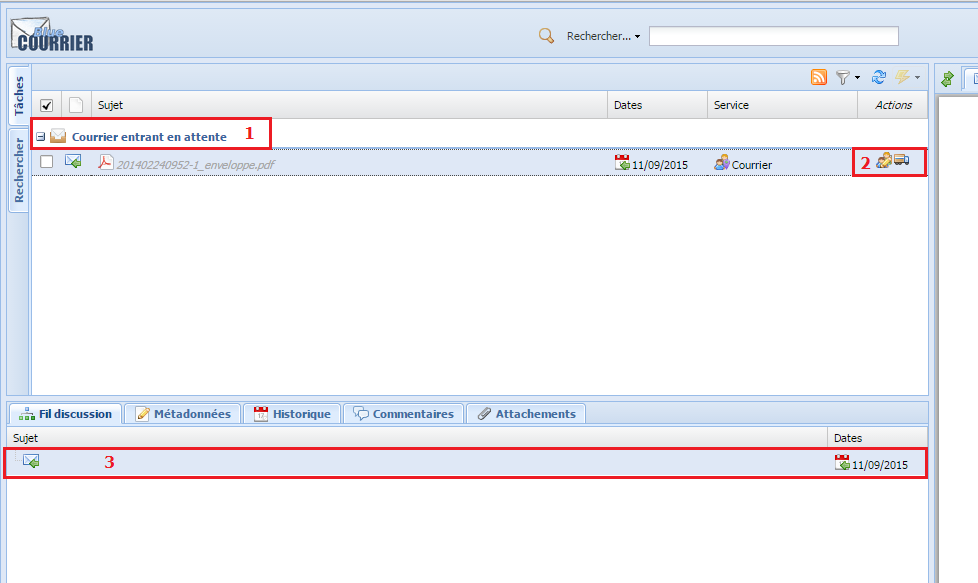 Blue
COURRIER
Rechercher...
Tâches
Rechercher
Sujet Dates Service Actions
Courrier entrant en attente 1
201402240952-1_enveloppe.pdf 11/09/2015 Courrier 2
Fil discussion Métadonnées Historique Commentaires Attachements
Sujet Dates
3 11/09/2015